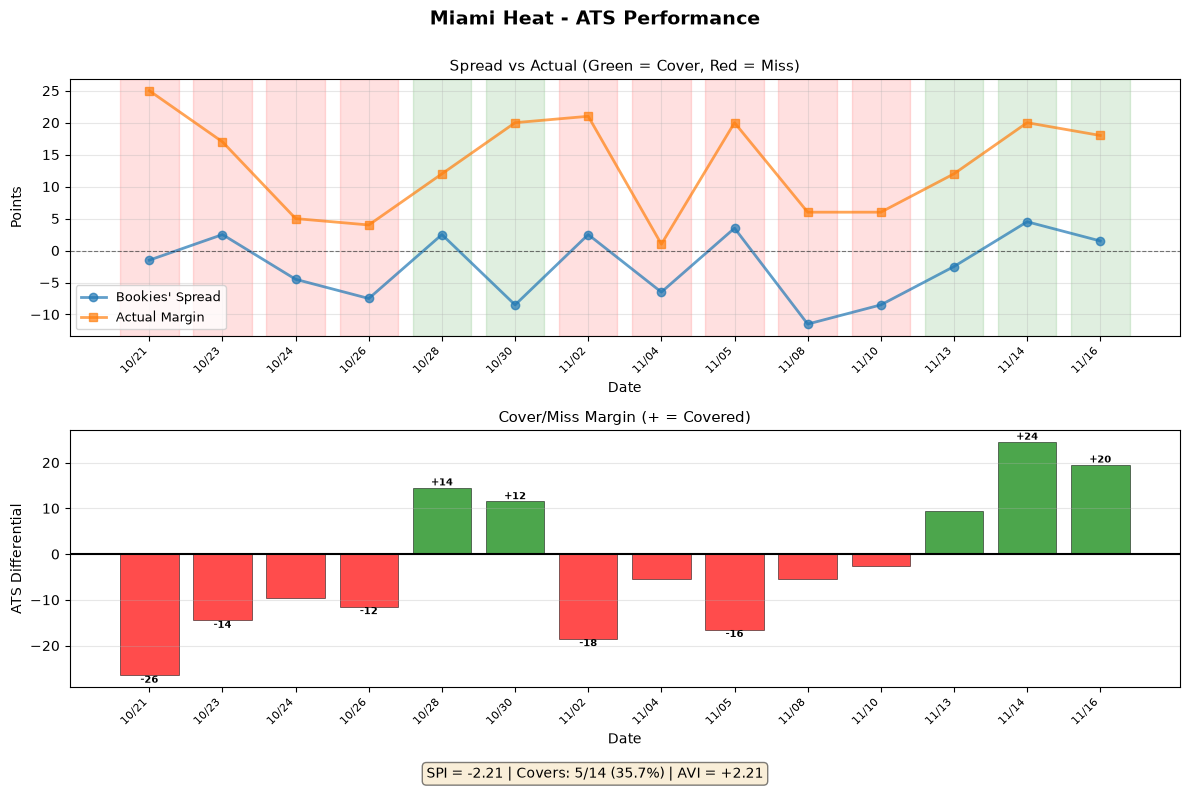 Miami Heat - ATS Performance
Spread vs Actual (Green = Cover, Red = Miss)
Points
25
20
15
10
5
0
−5
−10
Bookies' Spread
Actual Margin
10/21 10/23 10/24 10/26 10/28 10/30 11/02 11/04 11/05 11/08 11/10 11/13 11/14 11/16
Date
Cover/Miss Margin (+ = Covered)
ATS Differential
20
10
0
−10
−20
-26 -14 -12 +14 +12 -18 -16 +24 +20
10/21 10/23 10/24 10/26 10/28 10/30 11/02 11/04 11/05 11/08 11/10 11/13 11/14 11/16
Date
SPI = -2.21 | Covers: 5/14 (35.7%) | AVI = +2.21